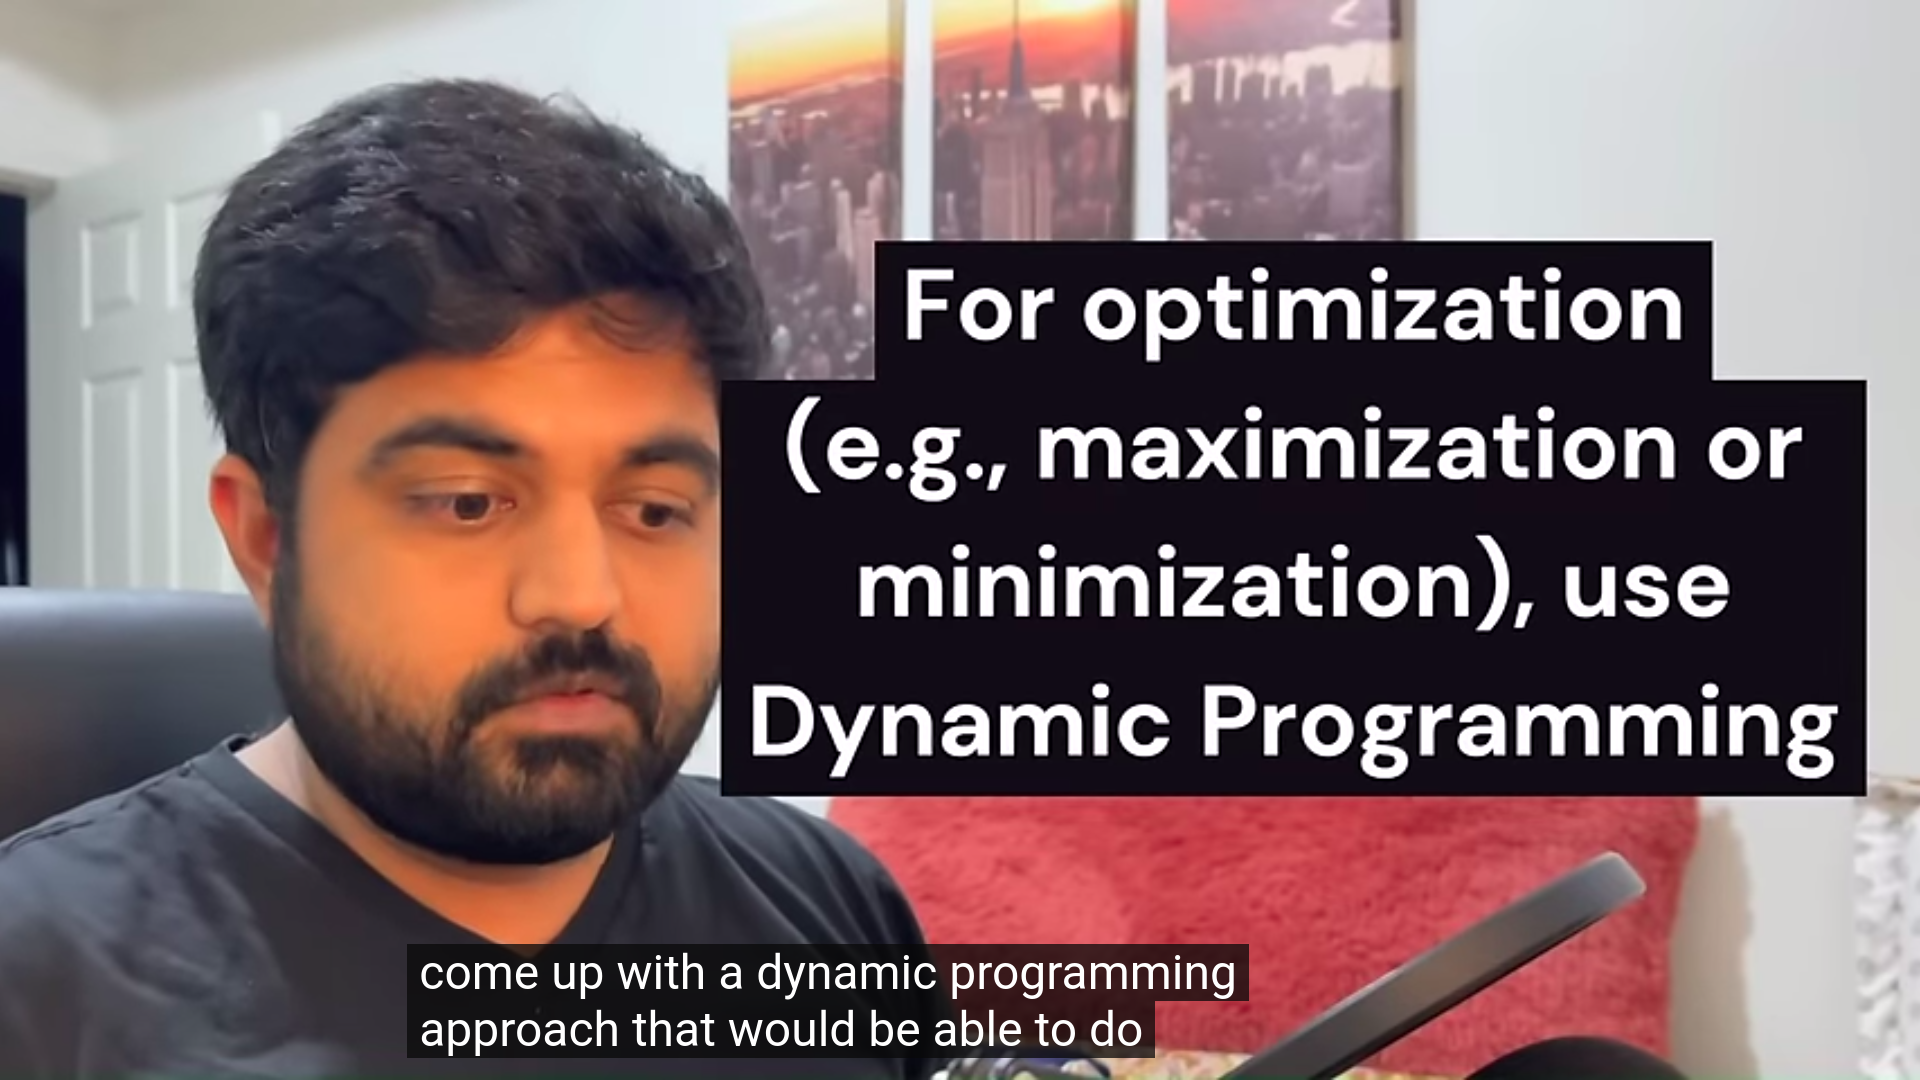 For optimization
(e.g., maximization or
minimization), use
Dynamic Programming
come up with a dynamic programming
approach that would be able to do